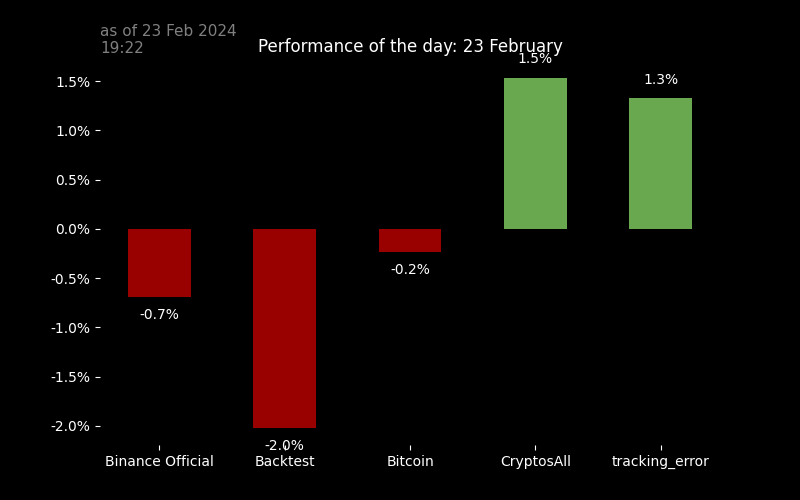 as of 23 Feb 2024
19:22
Performance of the day: 23 February
1.5%
1.0%
0.5%
0.0%
-0.5%
-1.0%
-1.5%
-2.0%
-0.7%
-2.0%
-0.2%
1.5%
1.3%
Binance Official
Backtest
Bitcoin
CryptosAll
tracking_error